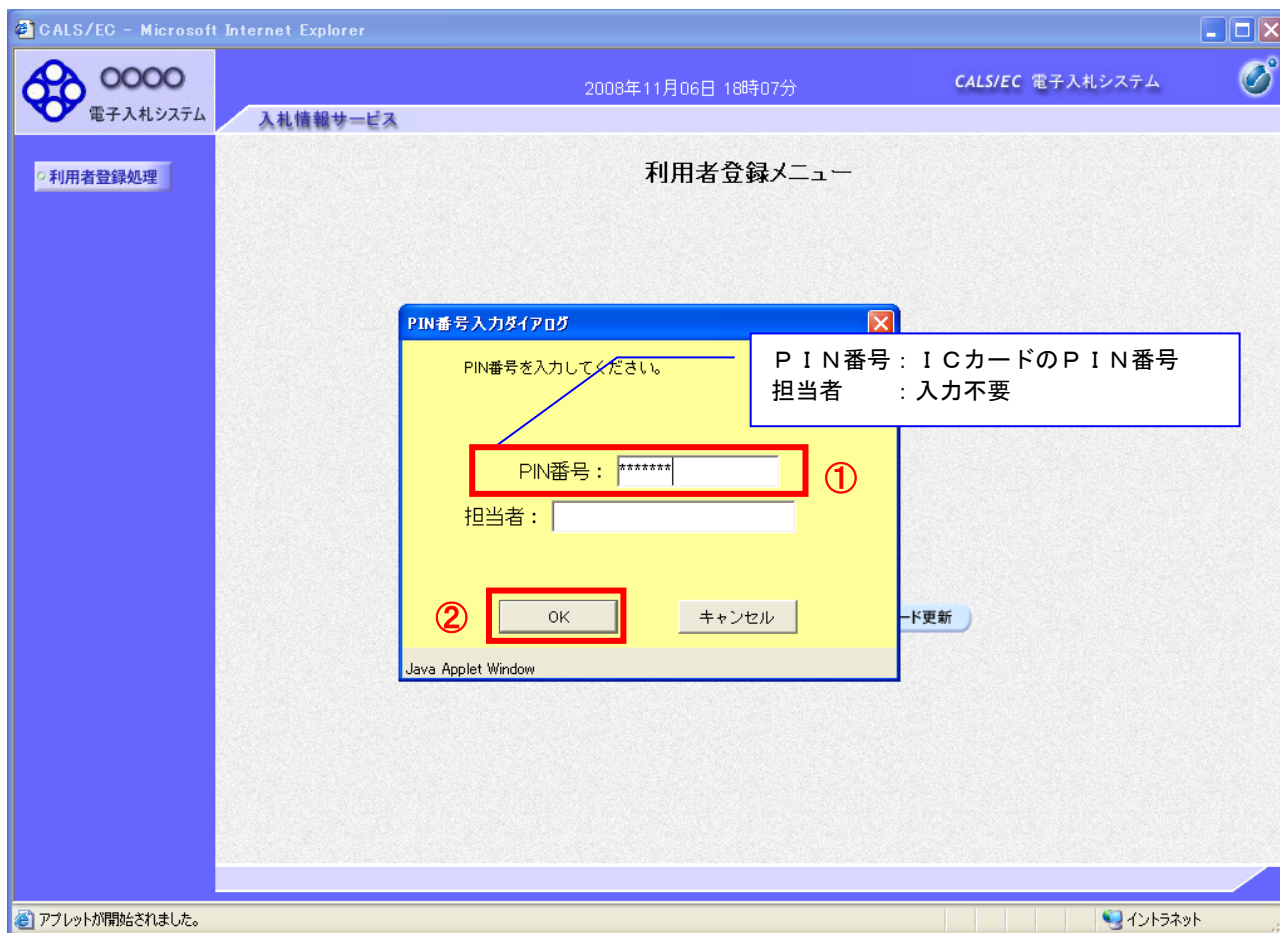 CALS/EC - Microsoft Internet Explorer
○○○○
電子入札システム
2008年11月06日 18時07分
CALS/EC 電子入札システム
入札情報サービス
利用者登録処理
利用者登録メニュー
PIN番号入力ダイアログ
PIN番号を入力してください。
ＰＩＮ番号：ＩＣカードのＰＩＮ番号
担当者　　：入力不要
PIN番号： *******
①
担当者：
②
OK
キャンセル
ード更新
Java Applet Window
アプレットが開始されました。
イントラネット